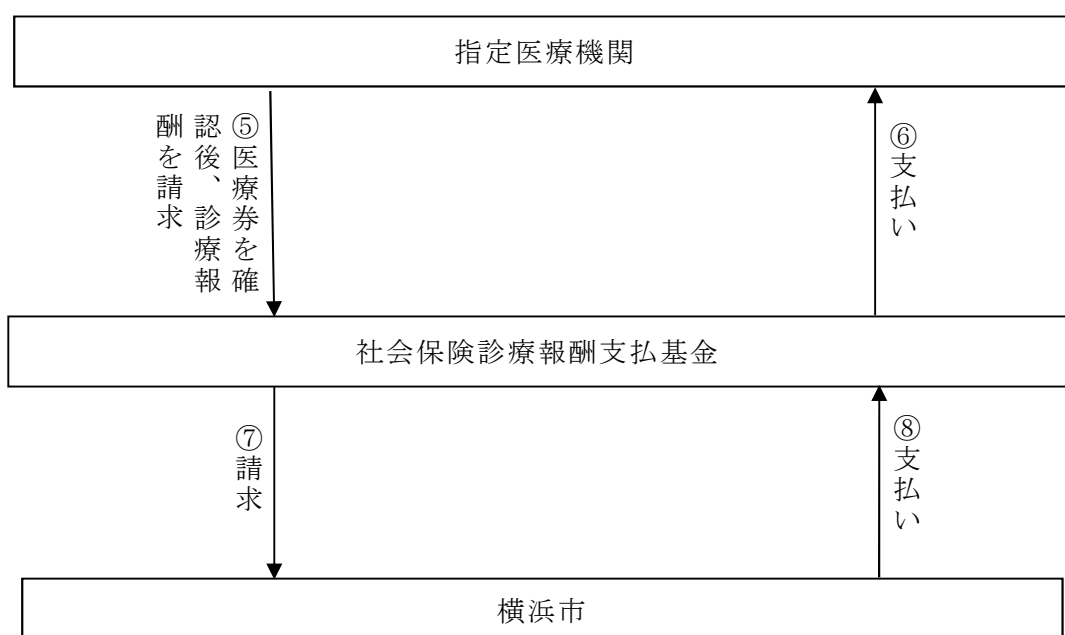 指定医療機関
⑤医療券を確
認後、診療報
酬を請求
⑥支払い
社会保険診療報酬支払基金
⑦請求
⑧支払い
横浜市